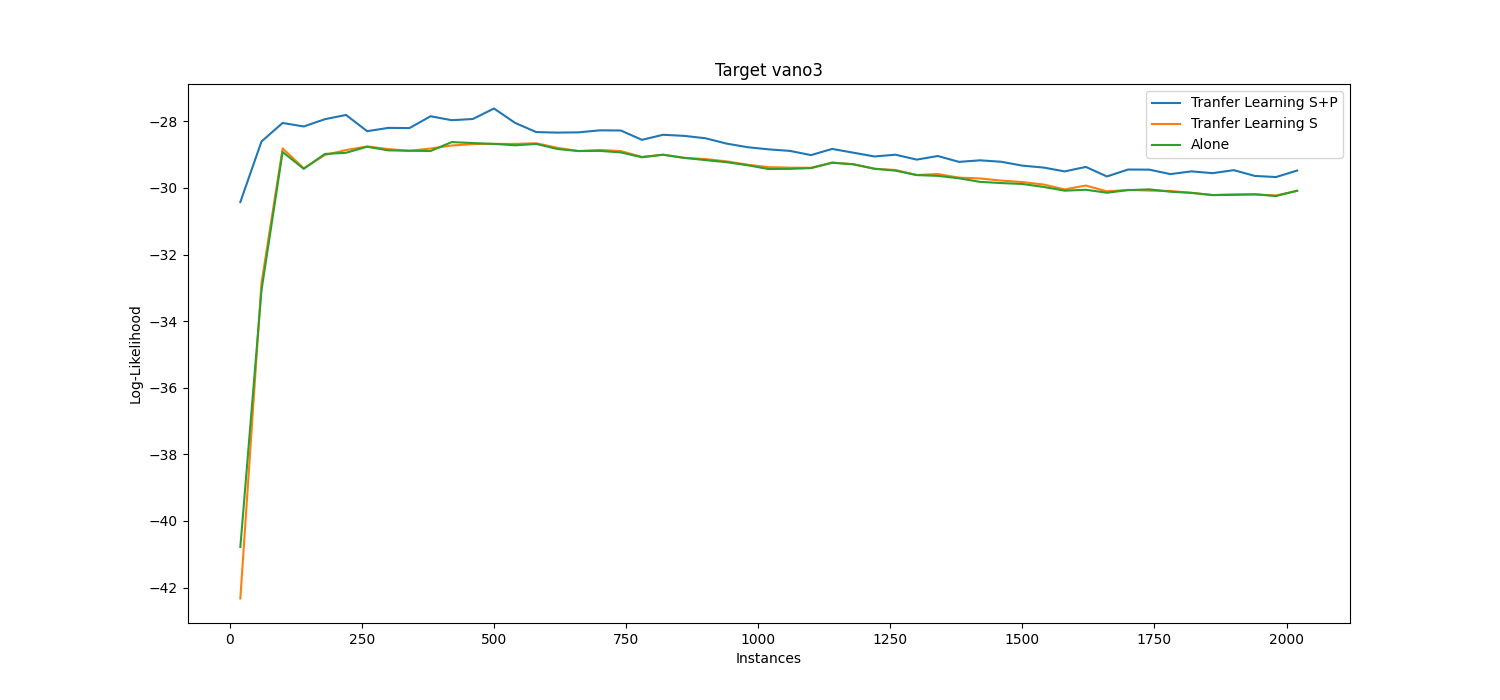 Target vano3
Tranfer Learning S+P
Tranfer Learning S
Alone
−28
−30
−32
−34
−36
−38
−40
−42
Log-Likelihood
0 250 500 750 1000 1250 1500 1750 2000
Instances